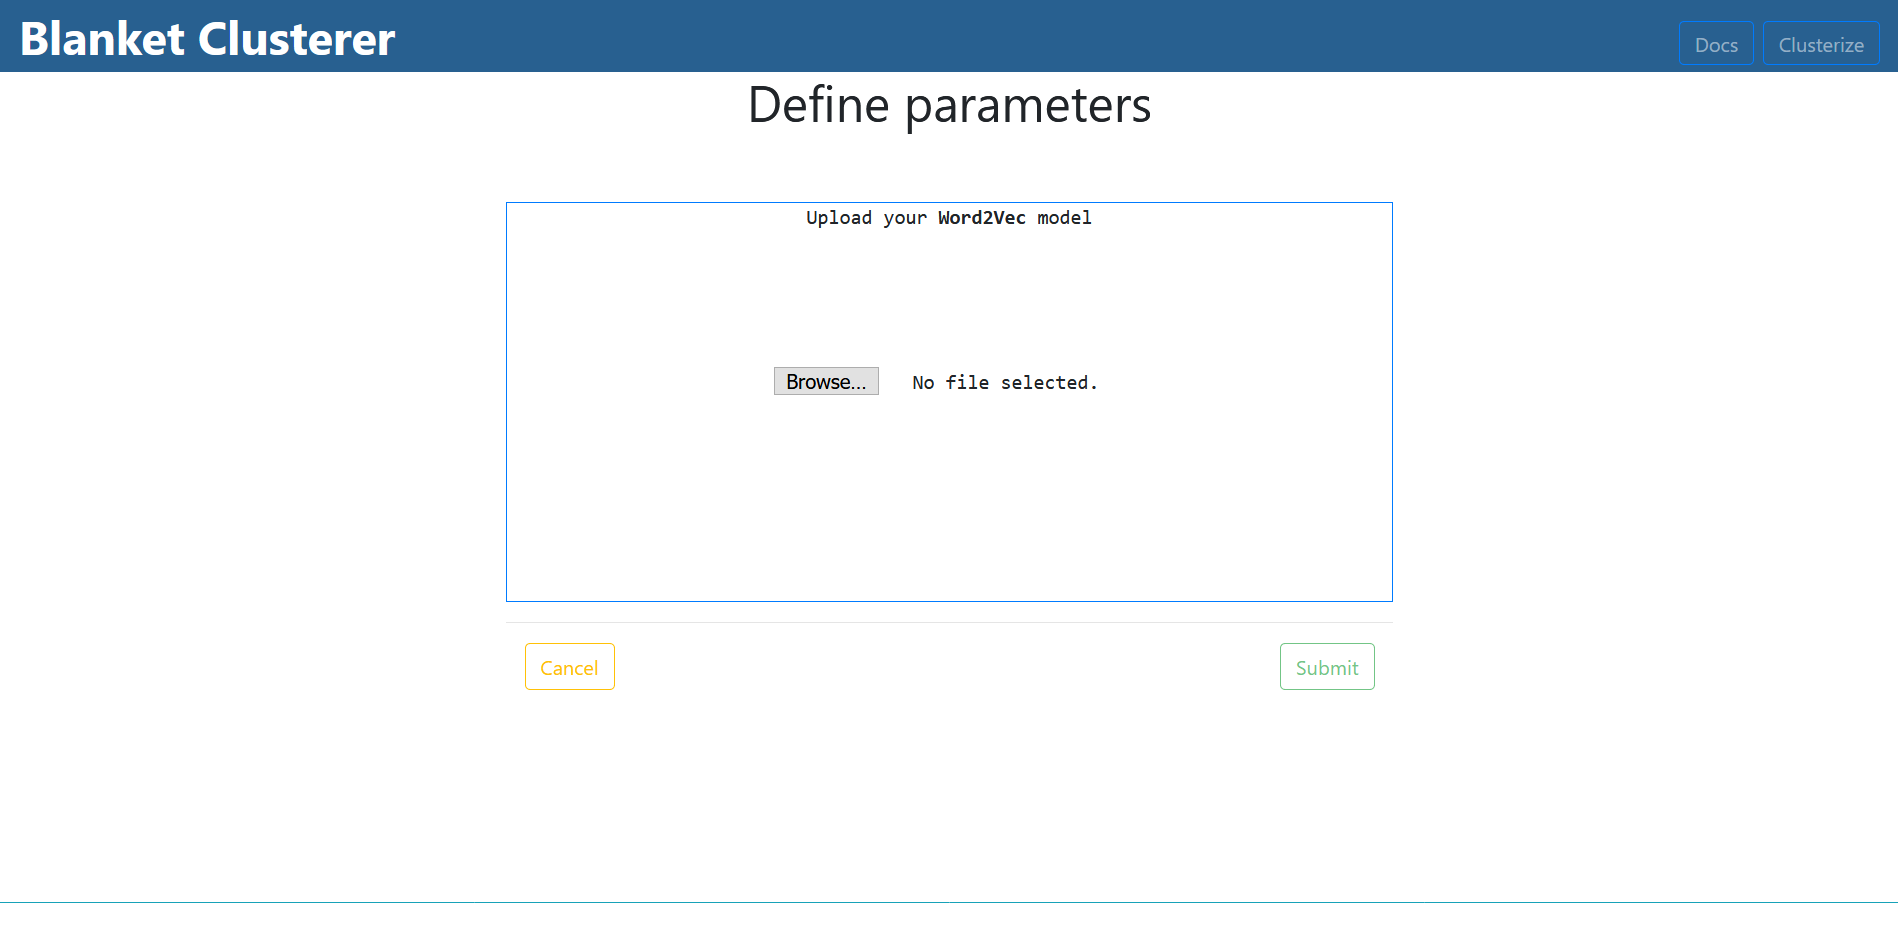 Blanket Clusterer
Docs
Clusterize
Define parameters
Upload your Word2Vec model
Browse... No file selected.
Cancel
Submit